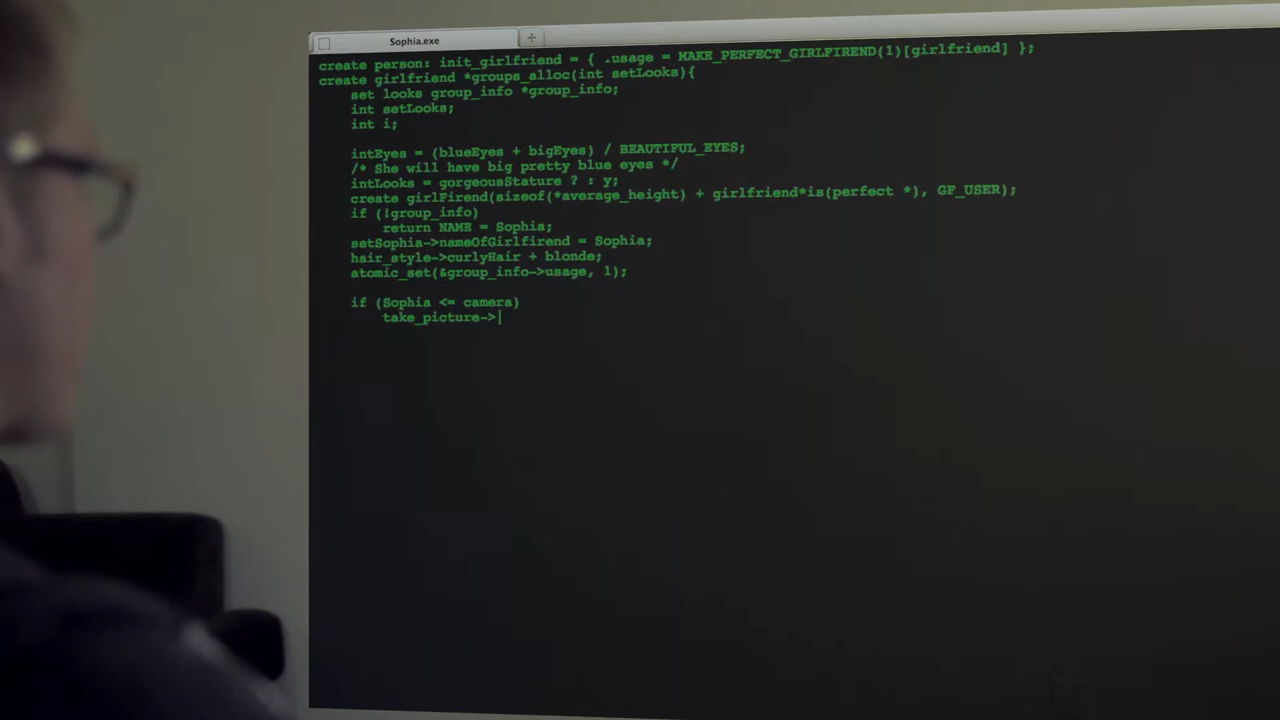 Sophia.exe
create person: init_girlfriend = { .usage = MAKE_PERFECT_GIRLFIREND(1)[girlfriend] };
create girlfriend *groups_alloc(int setLooks){
set looks group_info *group_info;
int setLooks;
int i;
intEyes = (blueEyes + bigEyes) / BEAUTIFUL_EYES;
/* She will have big pretty blue eyes */
intLooks = gorgeousStature ? : y;
create girlFirend(sizeof(*average_height) + girlfriend*is(perfect *), GF_USER);
if (!group_info)
return NAME = Sophia;
setSophia->nameOfGirlfirend = Sophia;
hair_style->curlyHair + blonde;
atomic_set(&group_info->usage, 1);
if (Sophia <= camera)
take_picture->